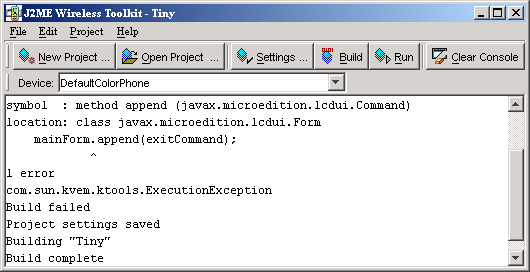 J2ME Wireless Toolkit - Tiny
File Edit Project Help
New Project ... Open Project ... Settings ... Build Run Clear Console
Device: DefaultColorPhone
symbol  : method append (javax.microedition.lcdui.Command)
location: class javax.microedition.lcdui.Form
    mainForm.append(exitCommand);
            ^
1 error
com.sun.kvem.ktools.ExecutionException
Build failed
Project settings saved
Building "Tiny"
Build complete